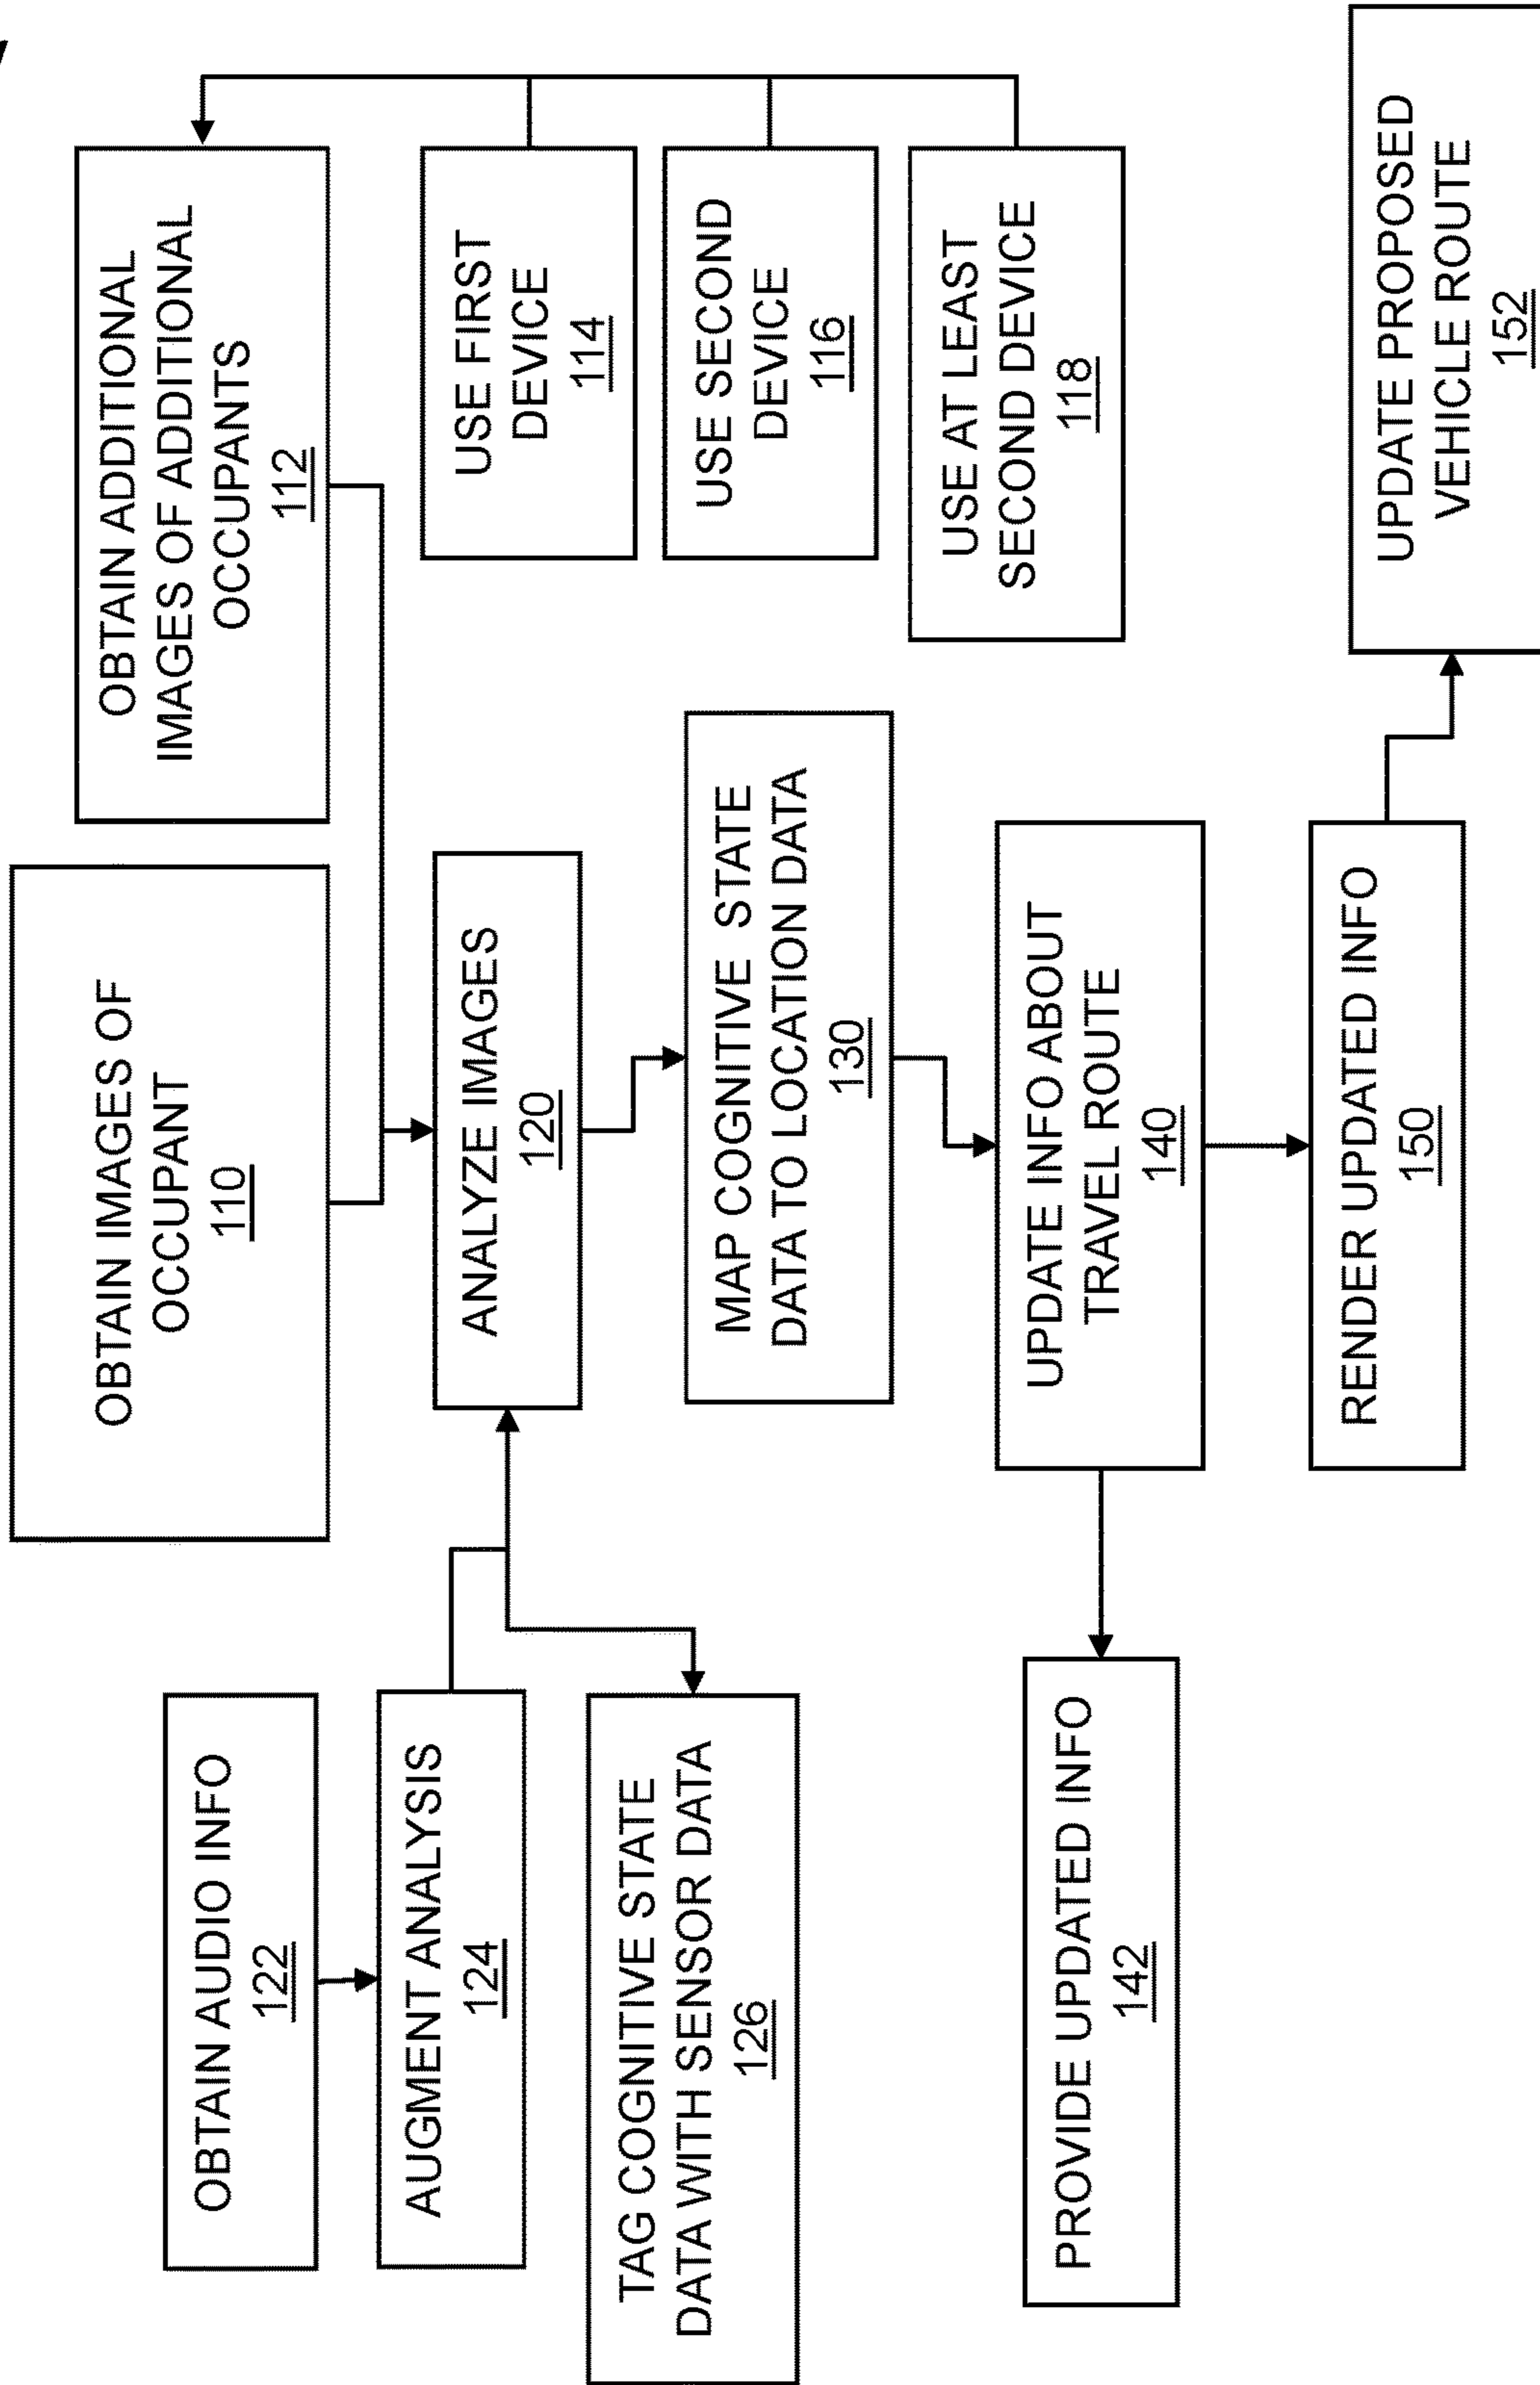 OBTAIN IMAGES OF
OCCUPANT
110
OBTAIN ADDITIONAL
IMAGES OF ADDITIONAL
OCCUPANTS
112
USE FIRST
DEVICE
114
USE SECOND
DEVICE
116
USE AT LEAST
SECOND DEVICE
118
OBTAIN AUDIO INFO
122
AUGMENT ANALYSIS
124
TAG COGNITIVE STATE
DATA WITH SENSOR DATA
126
ANALYZE IMAGES
120
MAP COGNITIVE STATE
DATA TO LOCATION DATA
130
UPDATE INFO ABOUT
TRAVEL ROUTE
140
PROVIDE UPDATED INFO
142
RENDER UPDATED INFO
150
UPDATE PROPOSED
VEHICLE ROUTE
152